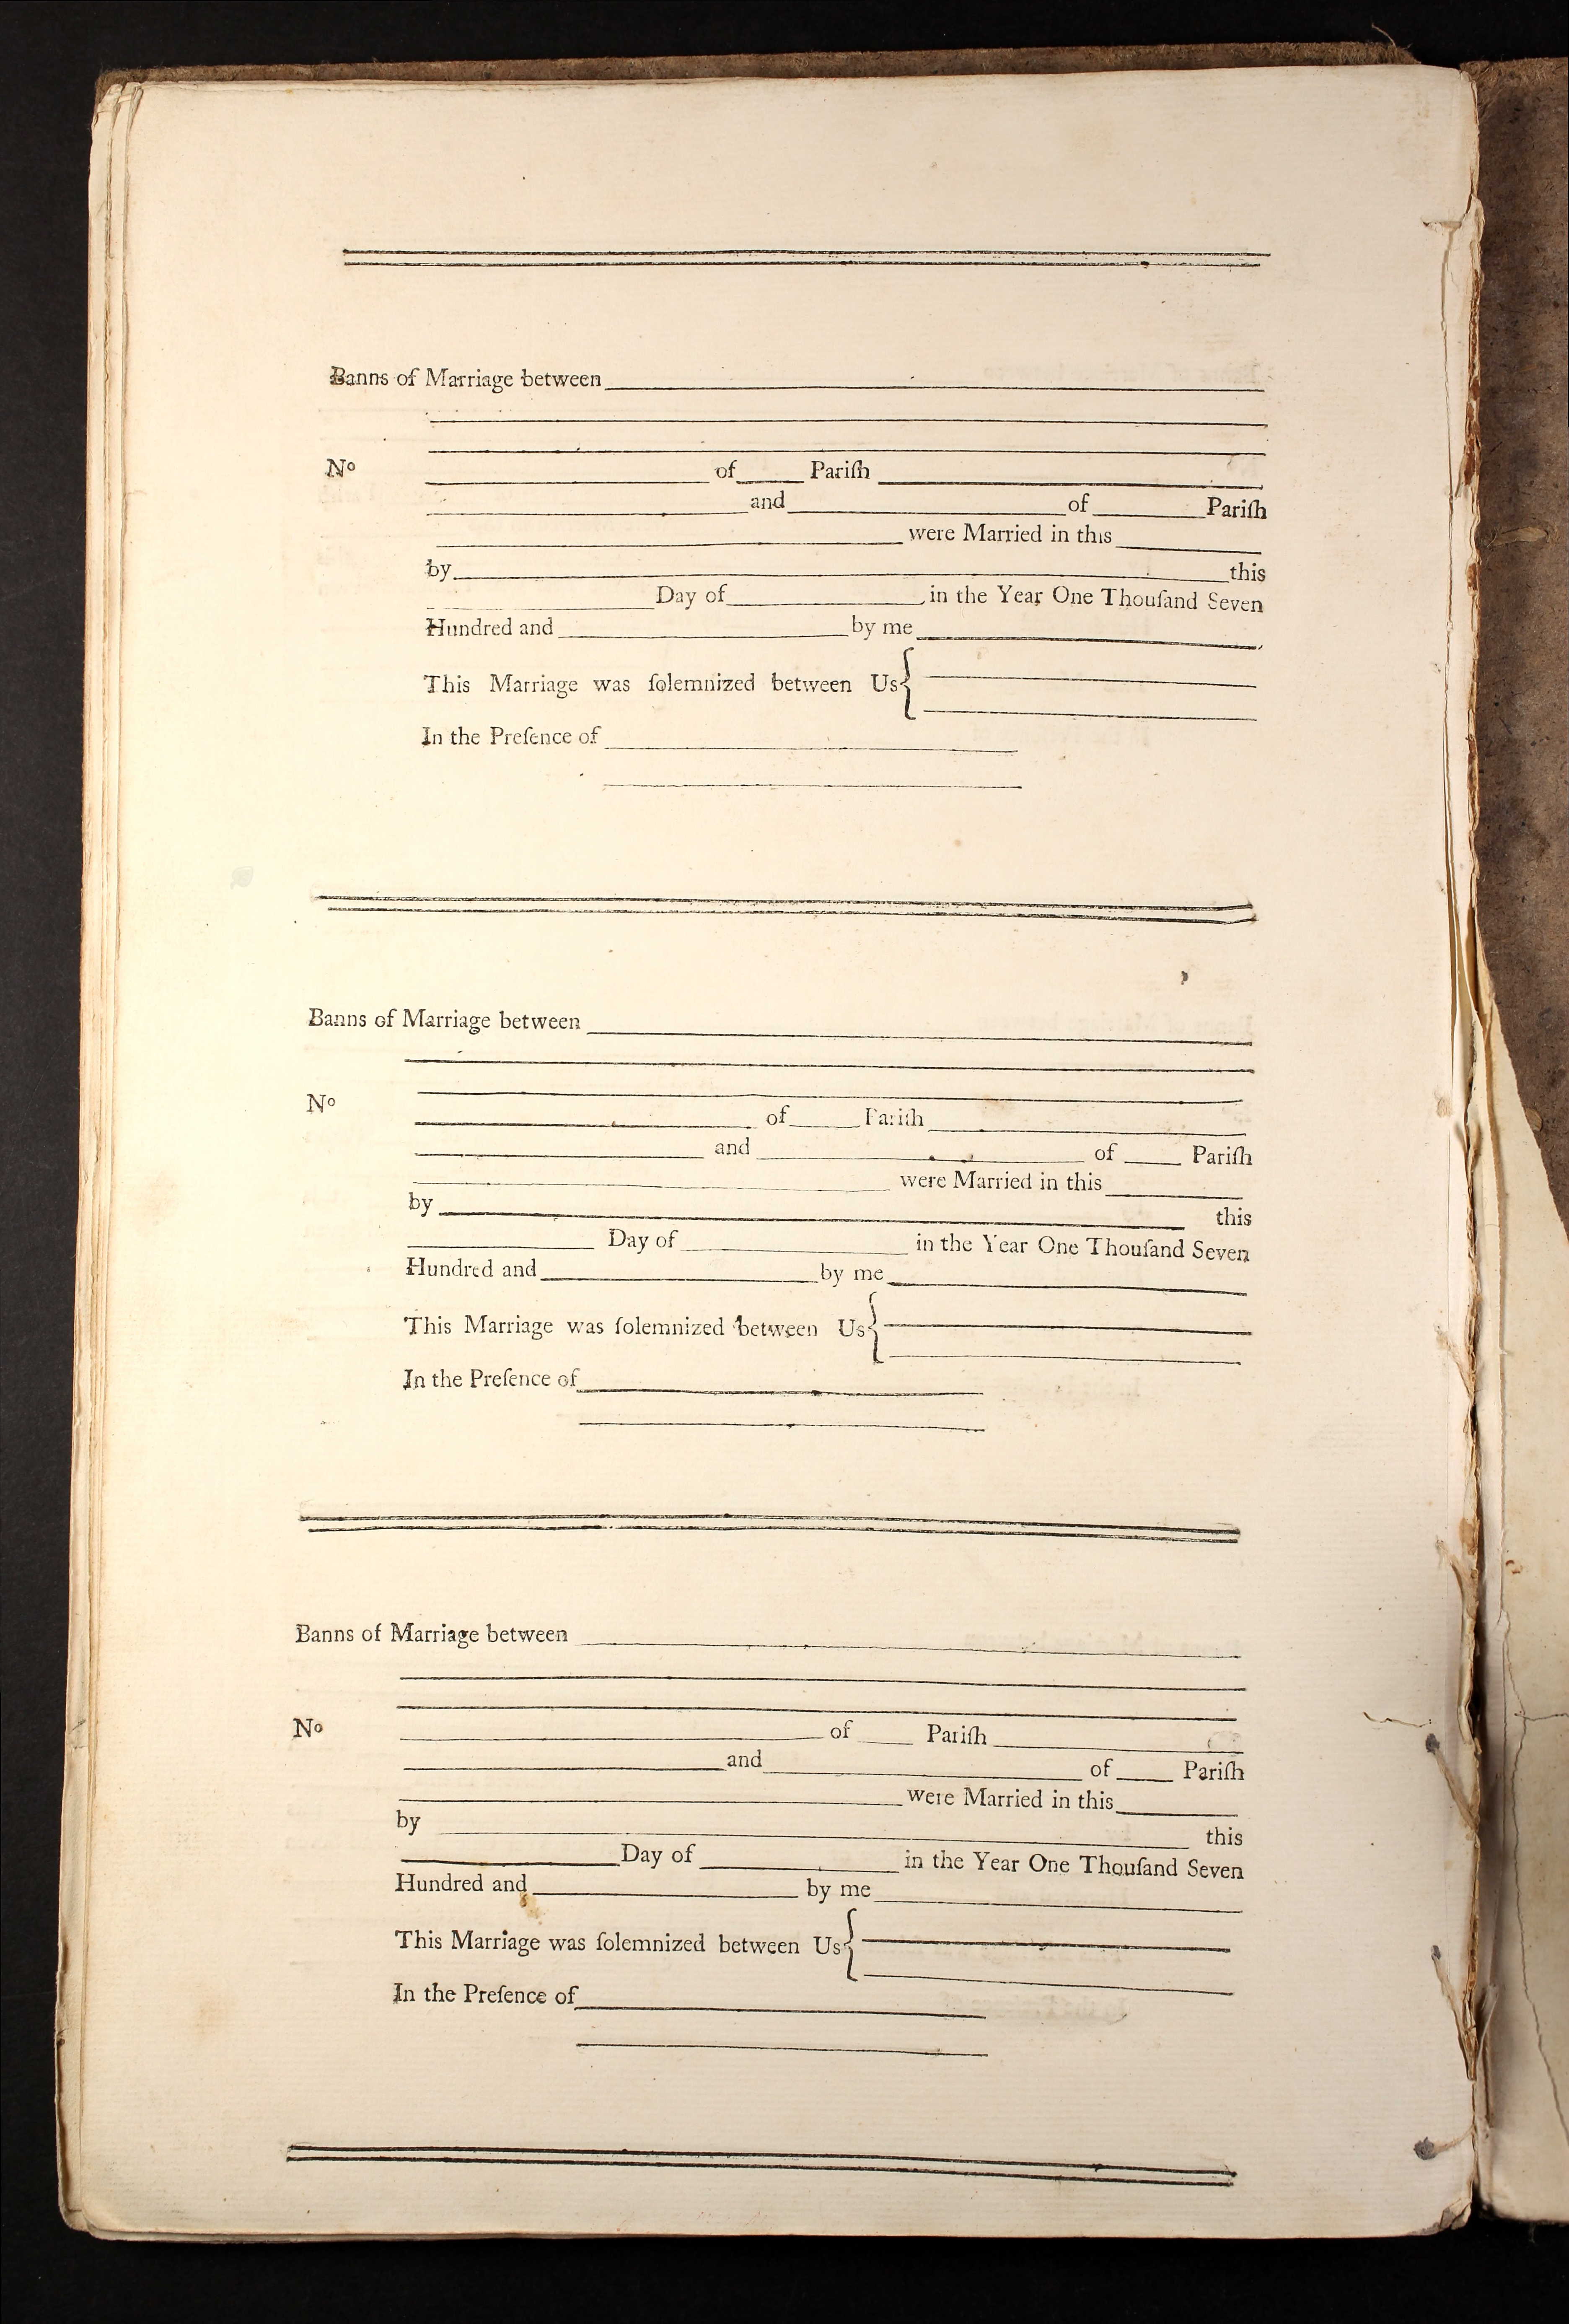 Banns of Marriage between
Nº of Pariſh
and of Pariſh
were Married in this
by this
Day of in the Year One Thouſand Seven
Hundred and by me
This Marriage was ſolemnized between Us
In the Preſence of
Banns of Marriage between
Nº
of Pariſh
and of Pariſh
were Married in this
by this
Day of in the Year One Thouſand Seven
Hundred and by me
This Marriage was ſolemnized between Us
In the Preſence of
Banns of Marriage between
Nº of Pariſh
and of Pariſh
were Married in this
by this
Day of in the Year One Thouſand Seven
Hundred and by me
This Marriage was ſolemnized between Us
In the Preſence of